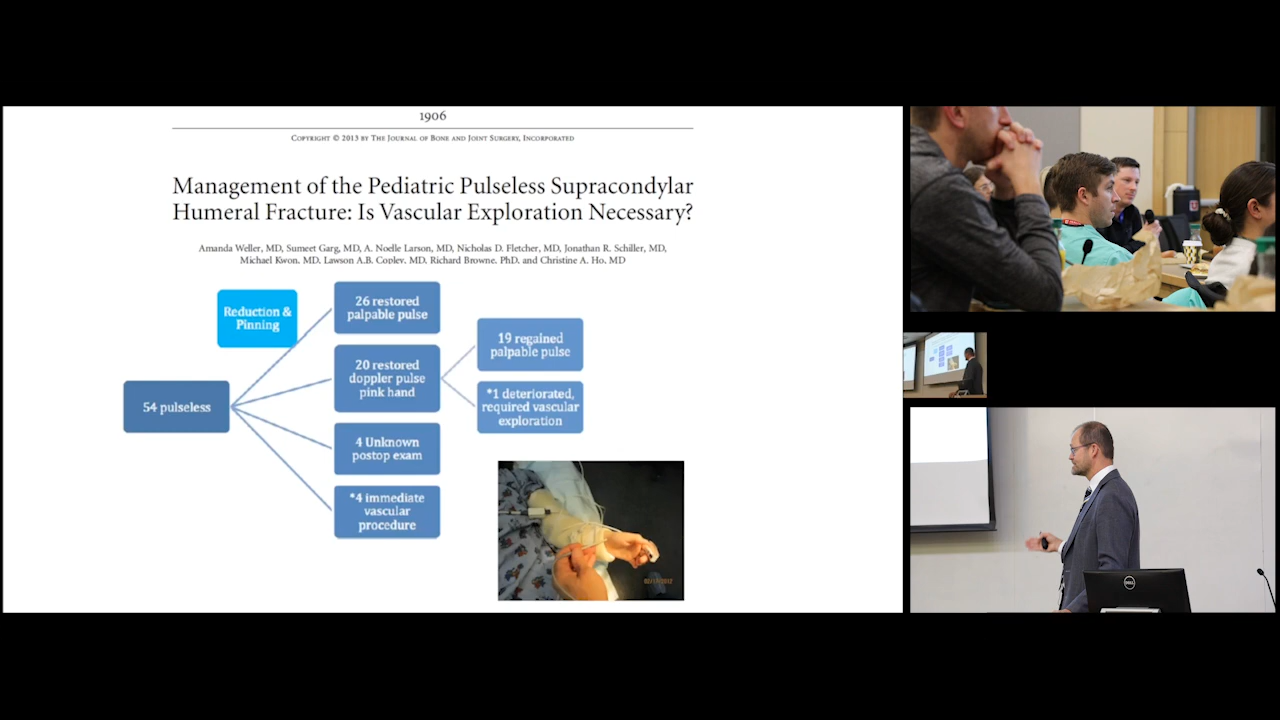 1906
COPYRIGHT © 2013 BY THE JOURNAL OF BONE AND JOINT SURGERY, INCORPORATED
Management of the Pediatric Pulseless Supracondylar
Humeral Fracture: Is Vascular Exploration Necessary?
Amanda Weller, MD, Sumeet Garg, MD, A. Noelle Larson, MD, Nicholas D. Fletcher, MD, Jonathan R. Schiller, MD,
Michael Kwon, MD, Lawson A.B. Copley, MD, Richard Browne, PhD, and Christine A. Ho, MD
Reduction &
Pinning
54 pulseless
26 restored
palpable pulse
20 restored
doppler pulse
pink hand
4 Unknown
postop exam
*4 immediate
vascular
procedure
19 regained
palpable pulse
*1 deteriorated,
required vascular
exploration
DELL